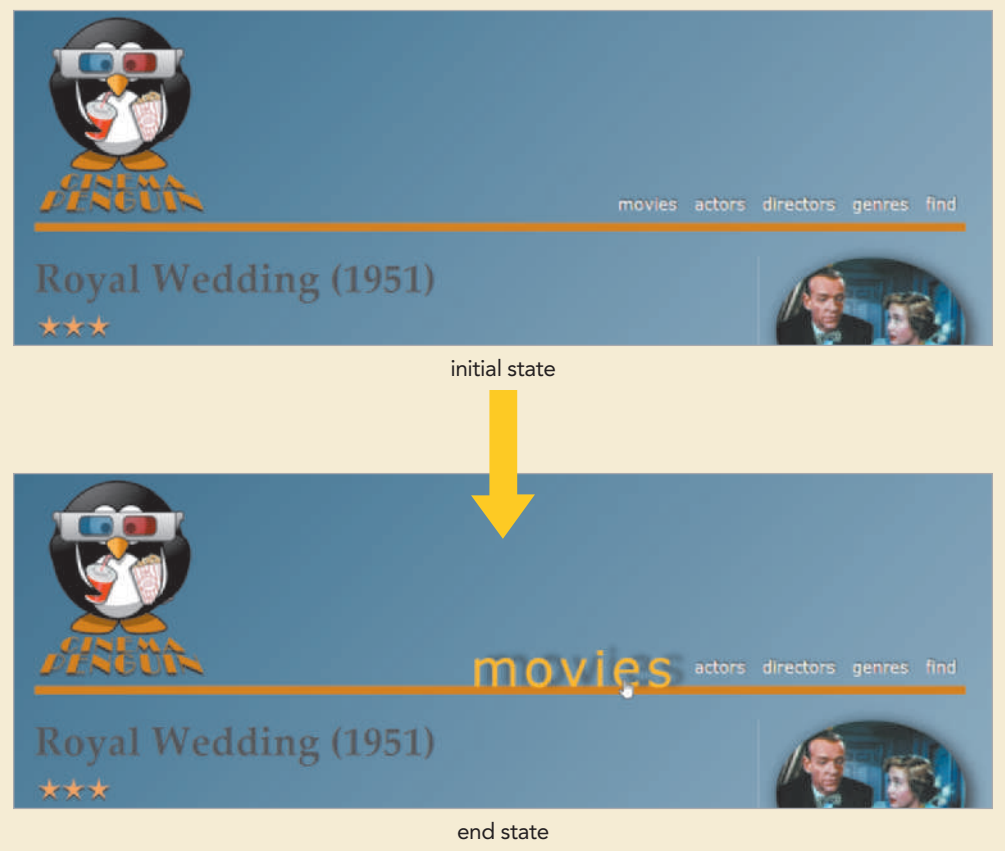 CINEMA
PENGUIN
movies actors directors genres find
Royal Wedding (1951)
initial state
CINEMA
PENGUIN
movies actors directors genres find
Royal Wedding (1951)
end state